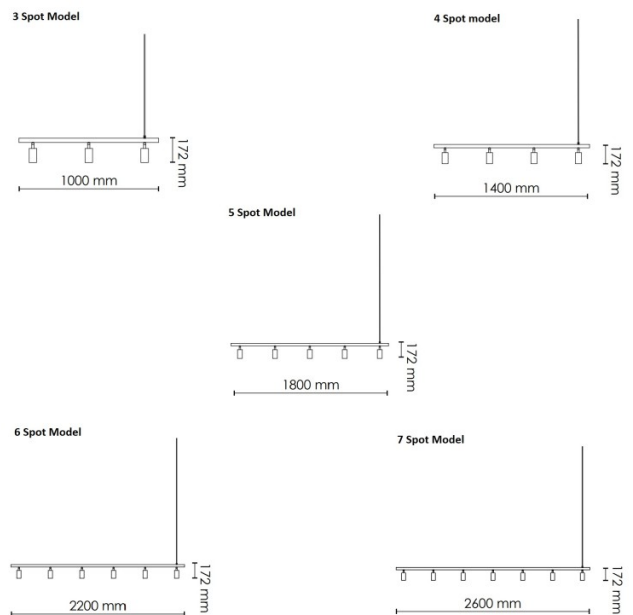 3 Spot Model
4 Spot model
172 mm
1000 mm
172 mm
1400 mm
5 Spot Model
172 mm
1800 mm
6 Spot Model
7 Spot Model
172 mm
2200 mm
172 mm
2600 mm